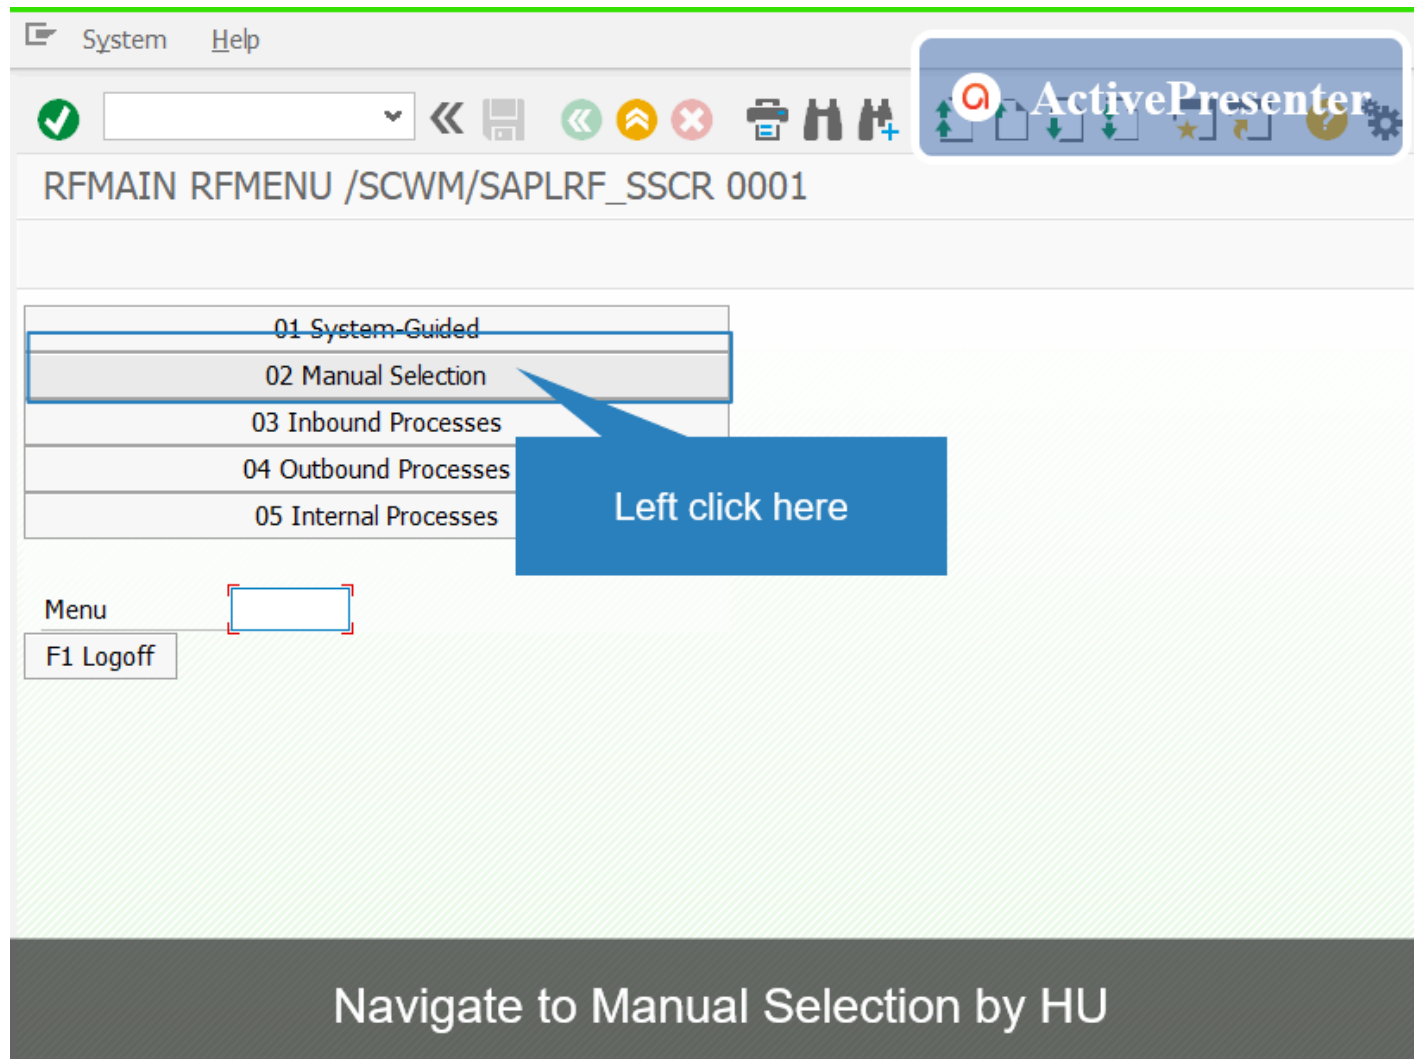 System Help
ActivePresenter
RFMAIN RFMENU /SCWM/SAPLRF_SSCR 0001
01 System-Guided
02 Manual Selection
03 Inbound Processes
04 Outbound Processes
05 Internal Processes
Left click here
Menu
F1 Logoff
Navigate to Manual Selection by HU